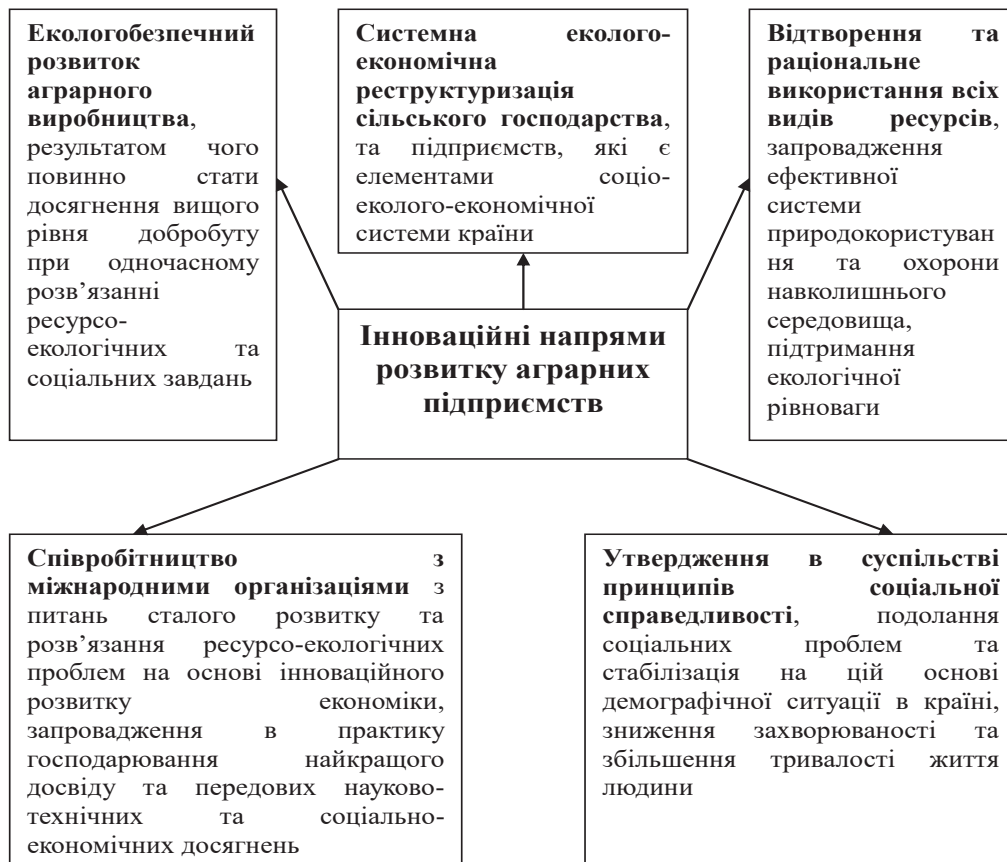 Екологобезпечний
розвиток
аграрного
виробництва,
результатом чого
повинно стати
досягнення вищого
рівня добробуту
при одночасному
розв’язанні
ресурсо-
екологічних та
соціальних завдань
Системна еколого-
економічна
реструктуризація
сільського господарства,
та підприємств, які є
елементами соціо-
еколого-економічної
системи країни
Відтворення та
раціональне
використання всіх
видів ресурсів,
запровадження
ефективної
системи
природокористуван
ня та охорони
навколишнього
середовища,
підтримання
екологічної
рівноваги
Інноваційні напрями
розвитку аграрних
підприємств
Співробітництво з
міжнародними організаціями з
питань сталого розвитку та
розв’язання ресурсо-екологічних
проблем на основі інноваційного
розвитку економіки,
запровадження в практику
господарювання найкращого
досвіду та передових науково-
технічних та соціально-
економічних досягнень
Утвердження в суспільстві
принципів соціальної
справедливості, подолання
соціальних проблем та
стабілізація на цій основі
демографічної ситуації в країні,
зниження захворюваності та
збільшення тривалості життя
людини